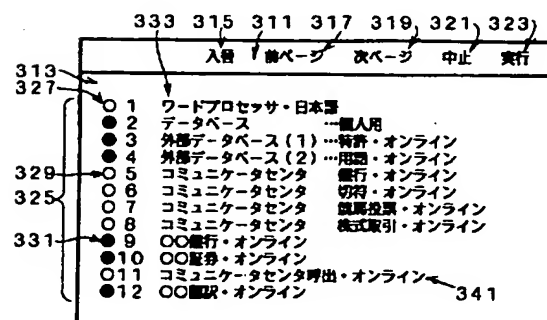 333 315 311 317 319 321 323
入替 前ページ 次ページ 中止 実行
313
327
○ 1 ワードプロセッサ・日本語
● 2 データベース …個人用
● 3 外部データベース(1)…特許・オンライン
● 4 外部データベース(2)…用語・オンライン
329 ○ 5 コミュニケータセンタ 銀行・オンライン
325 ○ 6 コミュニケータセンタ 切符・オンライン
○ 7 コミュニケータセンタ 競馬投票・オンライン
○ 8 コミュニケータセンタ 株式取引・オンライン
331 ● 9 ○○銀行・オンライン
●10 ○○証券・オンライン
○11 コミュニケータセンタ呼出・オンライン
●12 ○○翻訳・オンライン 341